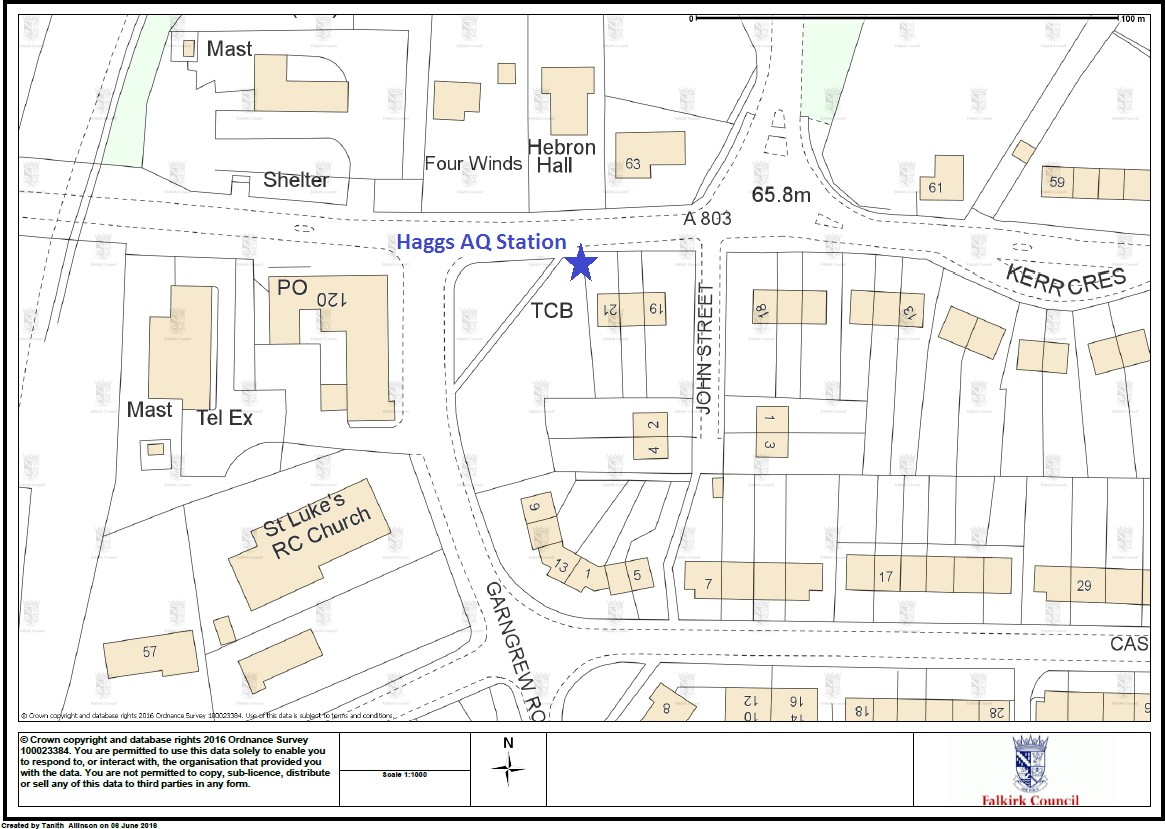 0 100 m
Mast
Hebron
Hall
Four Winds
63
Shelter
65.8m
61
59
A 803
Haggs AQ Station
KERR CRES
PO
120
TCB
21
19
JOHN STREET
18
13
Mast
Tel Ex
2
4
1
3
St Luke's
RC Church
9
13
1
5
7
17
29
GARNGREW RO
57
CAS
8
12
10
16
14
18
28
© Crown copyright and database rights 2016 Ordnance Survey 100023384. Use of this data is subject to terms and conditions.
© Crown copyright and database rights 2016 Ordnance Survey
100023384. You are permitted to use this data solely to enable you
to respond to, or interact with, the organisation that provided you
with the data. You are not permitted to copy, sub-licence, distribute
or sell any of this data to third parties in any form.
Scale 1:1000
N
Falkirk Council
Created by Tanith Allinson on 06 June 2016